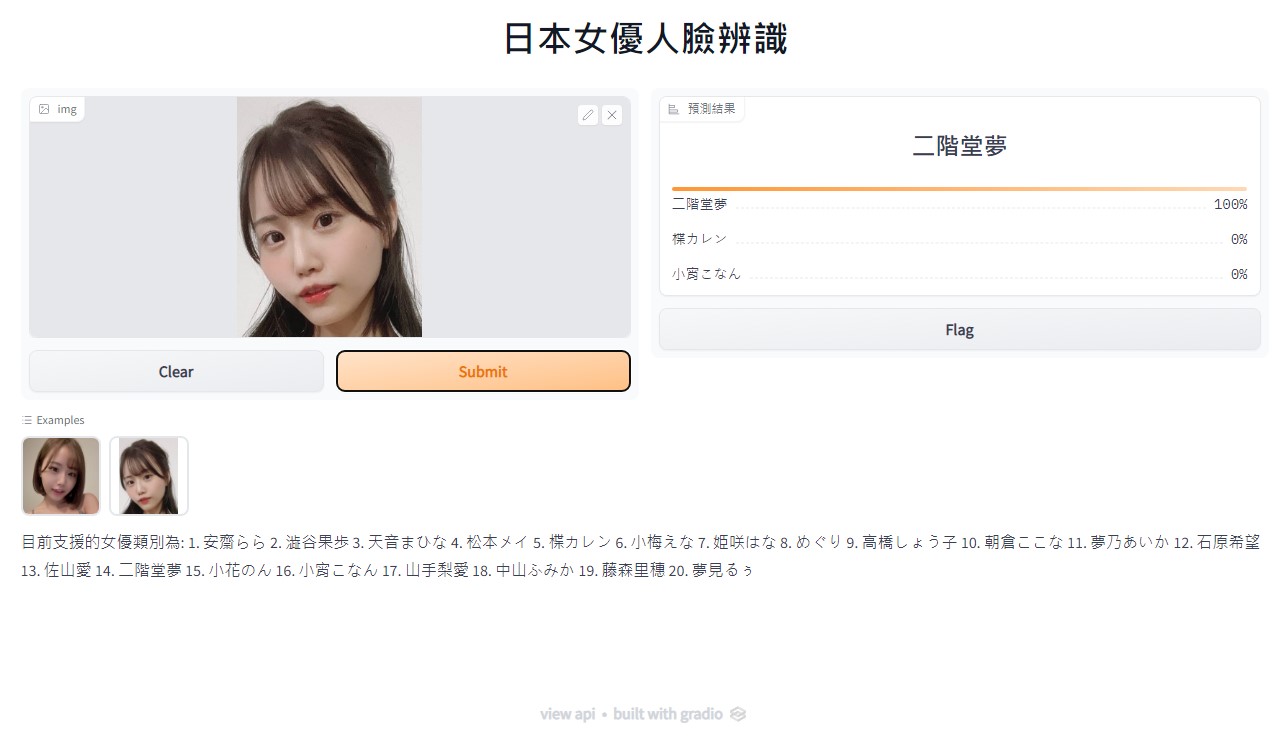 日本女優人臉辨識
img
預測結果
二階堂夢
二階堂夢 100%
楪カレン 0%
小宵こなん 0%
Clear
Submit
Flag
Examples
目前支援的女優類別為: 1. 安齋らら 2. 澁谷果歩 3. 天音まひな 4. 松本メイ 5. 楪カレン 6. 小梅えな 7. 姫咲はな 8. めぐり 9. 高橋しょう子 10. 朝倉ここな 11. 夢乃あいか 12. 石原希望
13. 佐山愛 14. 二階堂夢 15. 小花のん 16. 小宵こなん 17. 山手梨愛 18. 中山ふみか 19. 藤森里穂 20. 夢見るぅ
view api • built with gradio